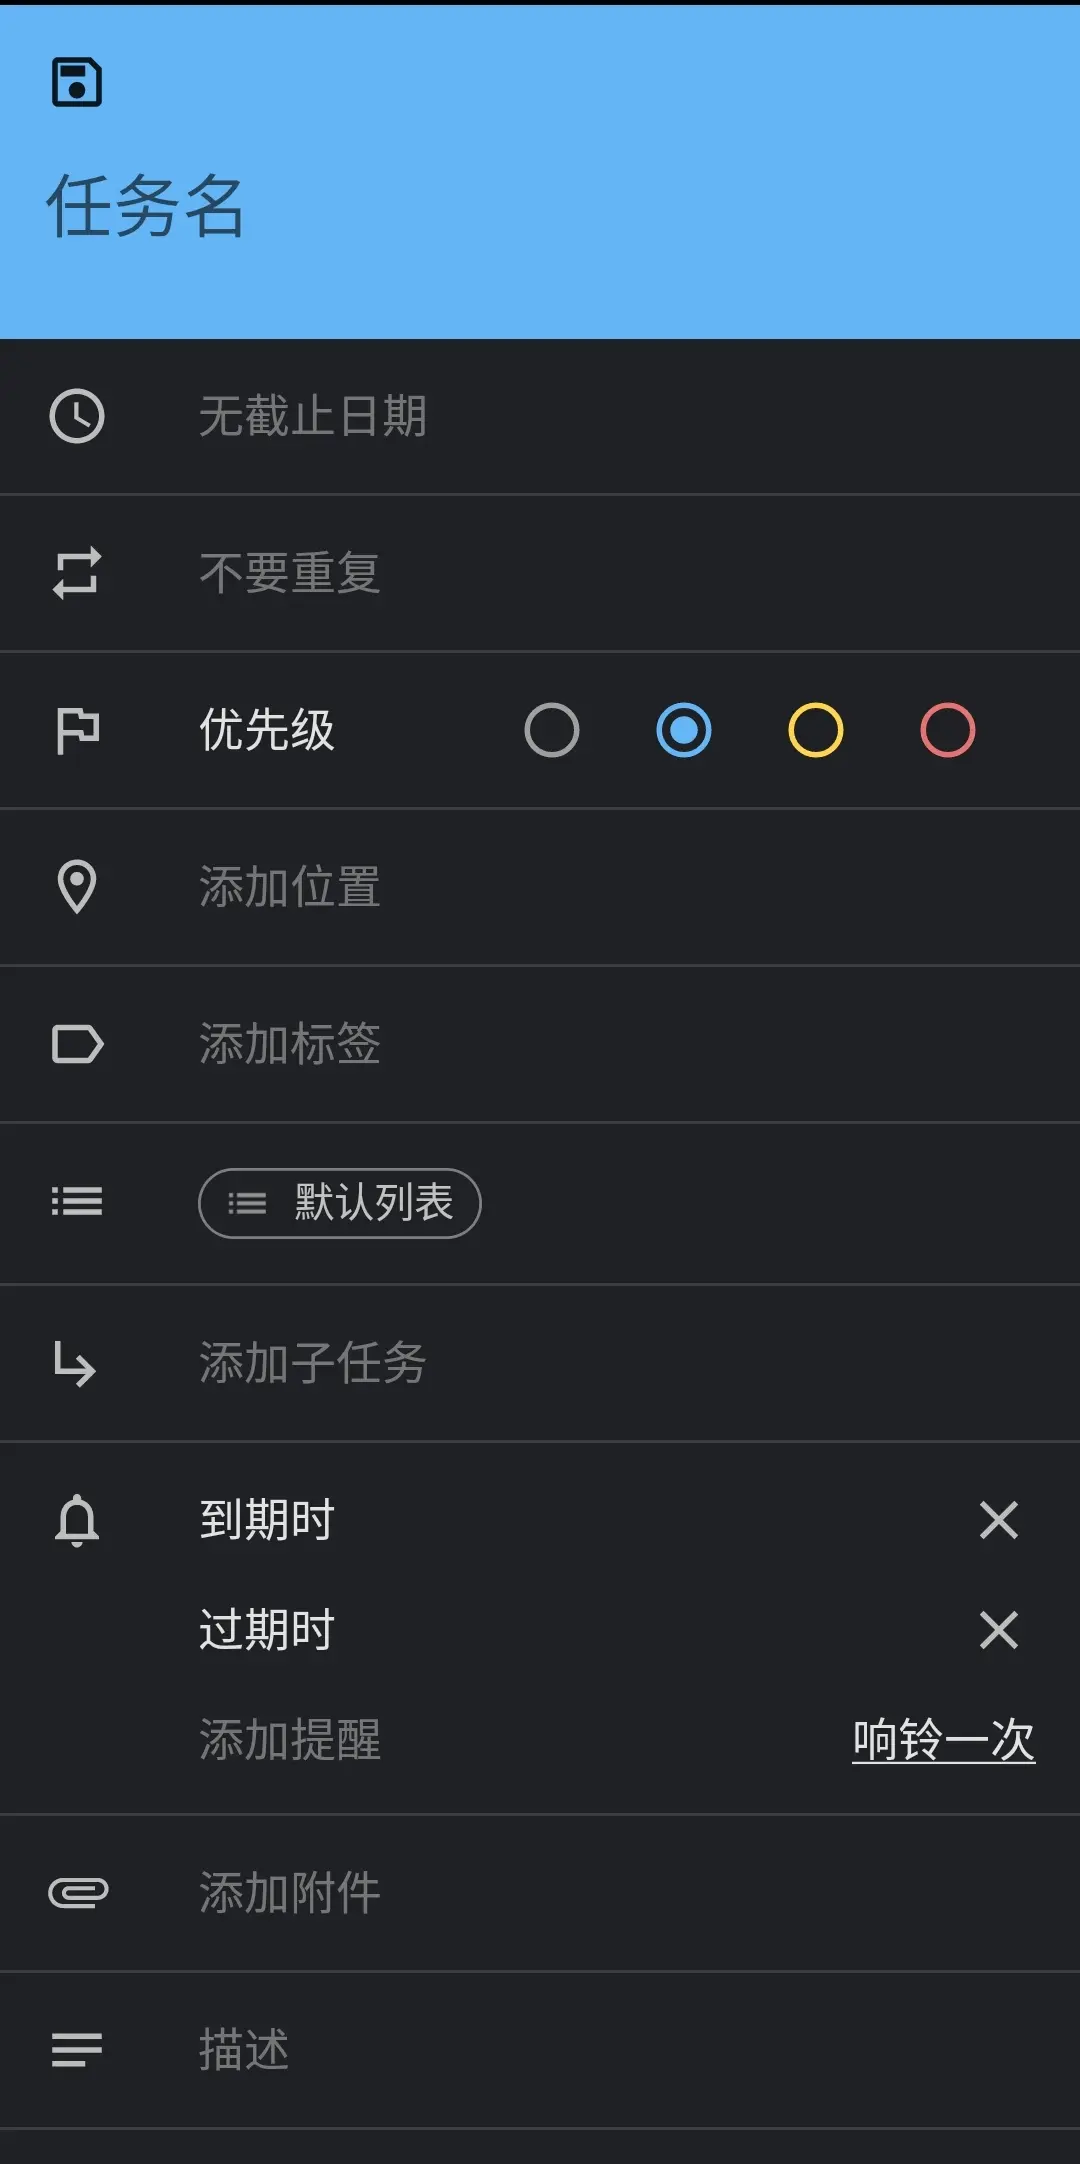 任务名
无截止日期
不要重复
优先级
添加位置
添加标签
默认列表
添加子任务
到期时
过期时
添加提醒 响铃一次
添加附件
描述